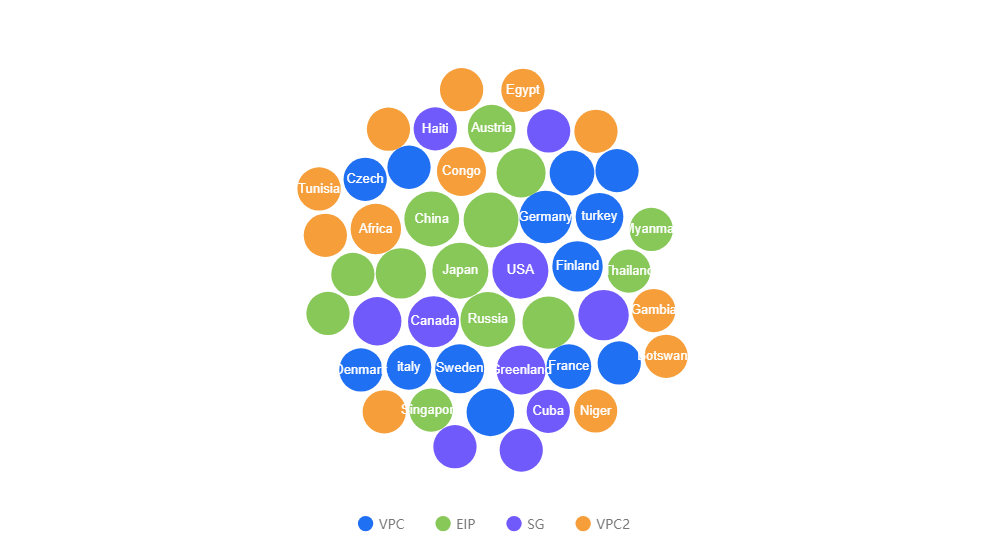 Egypt
Haiti
Austria
Congo
Czech
Tunisia
China
Germany
turkey
Africa
Myanmar
Japan
USA
Finland
Thailand
Gambia
Canada
Russia
Denmark
italy
Sweden
Greenland
France
Botswan
Singapor
Cuba
Niger
VPC
EIP
SG
VPC2